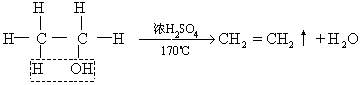 H H
H—C—C—H 浓H₂SO₄ 170℃ CH₂=CH₂↑+H₂O
H OH